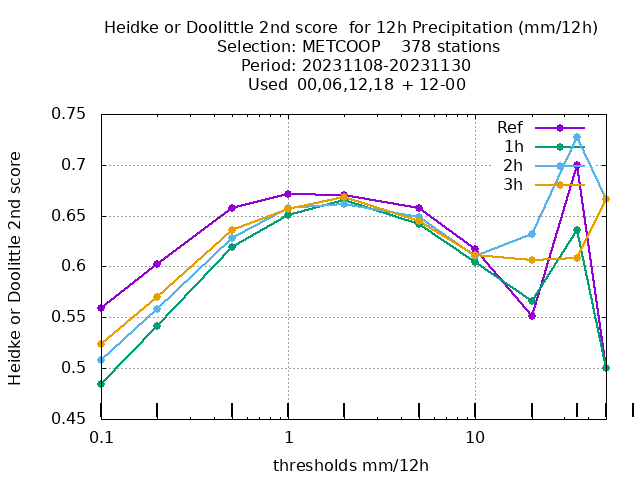 Heidke or Doolittle 2nd score  for 12h Precipitation (mm/12h)
Selection: METCOOP    378 stations
Period: 20231108-20231130
Used  00,06,12,18 + 12-00
Heidke or Doolittle 2nd score
0.75
0.7
0.65
0.6
0.55
0.5
0.45
Ref
1h
2h
3h
0.1
1
10
thresholds mm/12h